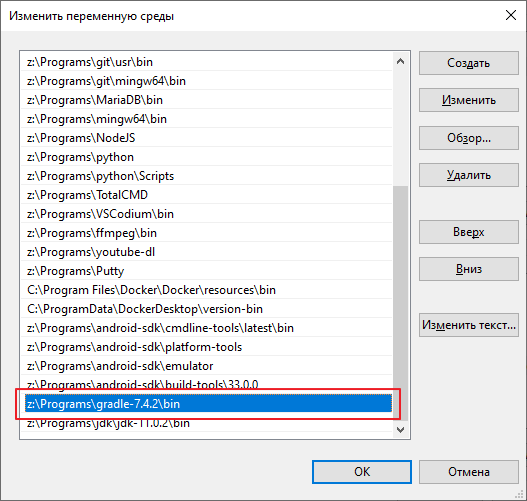 Изменить переменную среды
z:\Programs\git\usr\bin
z:\Programs\git\mingw64\bin
z:\Programs\MariaDB\bin
z:\Programs\mingw64\bin
z:\Programs\NodeJS
z:\Programs\python
z:\Programs\python\Scripts
z:\Programs\TotalCMD
z:\Programs\VSCodium\bin
z:\Programs\ffmpeg\bin
z:\Programs\youtube-dl
z:\Programs\Putty
C:\Program Files\Docker\Docker\resources\bin
C:\ProgramData\DockerDesktop\version-bin
z:\Programs\android-sdk\cmdline-tools\latest\bin
z:\Programs\android-sdk\platform-tools
z:\Programs\android-sdk\emulator
z:\Programs\android-sdk\build-tools\33.0.0
z:\Programs\gradle-7.4.2\bin
z:\Programs\jdk\jdk-11.0.2\bin
Создать
Изменить
Обзор...
Удалить
Вверх
Вниз
Изменить текст...
ОК
Отмена